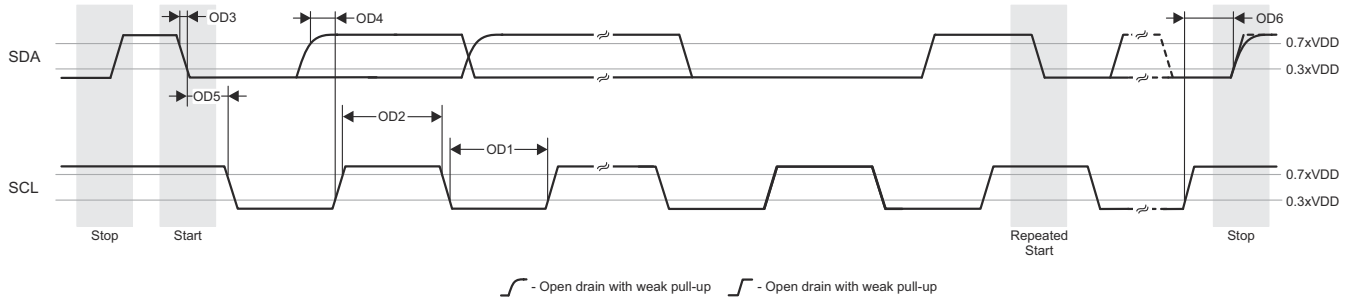 OD3
OD4
OD6
SDA
0.7xVDD
0.3xVDD
OD5
OD2
OD1
SCL
0.7xVDD
0.3xVDD
Stop
Start
Repeated
Start
Stop
- Open drain with weak pull-up
- Open drain with weak pull-up